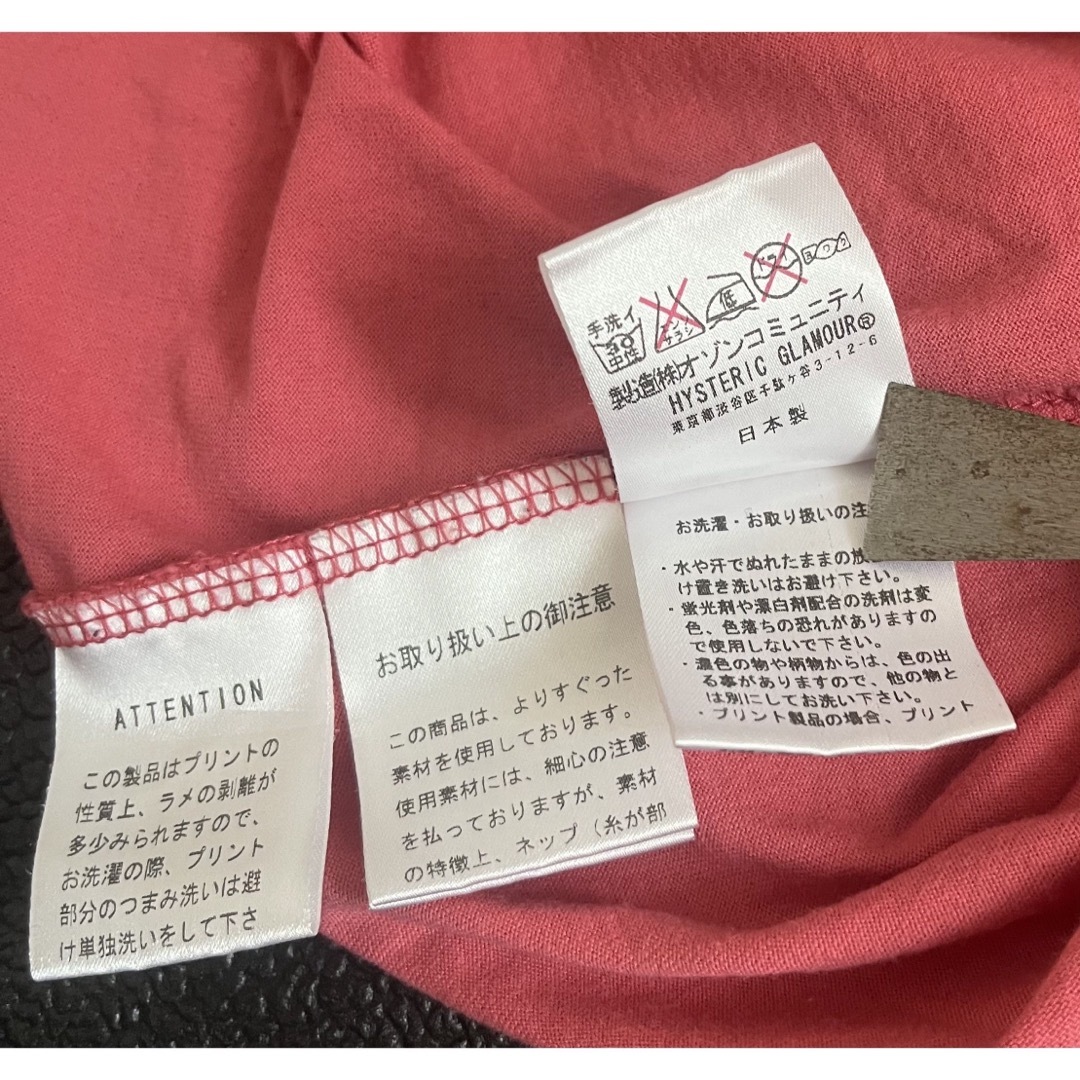 ATTENTION
この製品はプリントの
性質上、ラメの剥離が
多少みられますので、
お洗濯の際、プリント
部分のつまみ洗いは避
け単独洗いをして下さ
お取り扱い上の御注意
この商品は、よりすぐった
素材を使用しております。
使用素材には、細心の注意
を払っておりますが、素材
の特徴上、ネップ（糸が部
手洗イ
30
中性
エンソ
サラシ
低
ドライ
ヨワク
製造(株)オゾンコミュニティ
HYSTERIC GLAMOUR®
東京都渋谷区千駄ヶ谷3-12-6
日本製
お洗濯・お取り扱いの注
・水や汗でぬれたままの放
け置き洗いはお避け下さい。
・蛍光剤や漂白剤配合の洗剤は変
色、色落ちの恐れがありますの
で使用しないで下さい。
・濃色の物や柄物からは、色の出
る事がありますので、他の物と
は別にしてお洗い下さい。
・プリント製品の場合、プリント